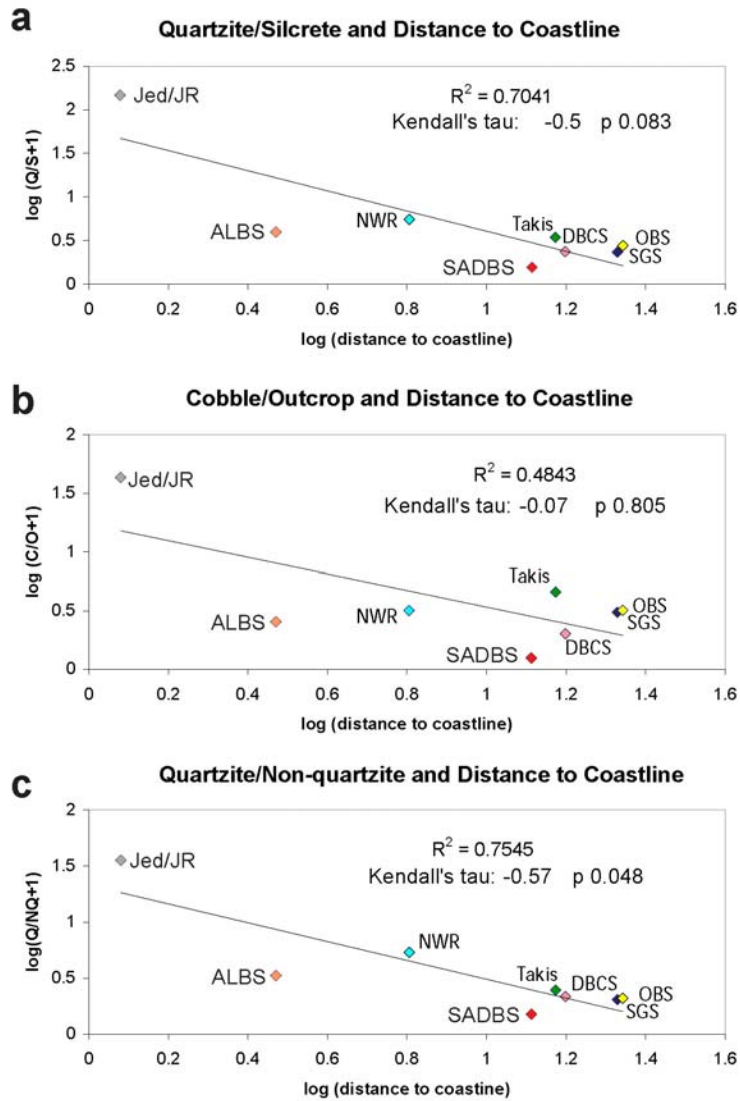 a
Quartzite/Silcrete and Distance to Coastline
2.5
2
1.5
1
0.5
0
log (Q/S+1)
Jed/JR
R² = 0.7041
Kendall's tau: -0.5 p 0.083
ALBS
NWR
Takis
DBCS
OBS
SGS
SADBS
0 0.2 0.4 0.6 0.8 1 1.2 1.4 1.6
log (distance to coastline)
b
Cobble/Outcrop and Distance to Coastline
2
1.5
1
0.5
0
log (C/O+1)
Jed/JR
R² = 0.4843
Kendall's tau: -0.07 p 0.805
Takis
ALBS
NWR
OBS
SGS
DBCS
SADBS
0 0.2 0.4 0.6 0.8 1 1.2 1.4 1.6
log (distance to coastline)
c
Quartzite/Non-quartzite and Distance to Coastline
2
1.5
1
0.5
0
log(Q/NQ+1)
Jed/JR
R² = 0.7545
Kendall's tau: -0.57 p 0.048
NWR
ALBS
Takis
DBCS
OBS
SGS
SADBS
0 0.2 0.4 0.6 0.8 1 1.2 1.4 1.6
log (distance to coastine)